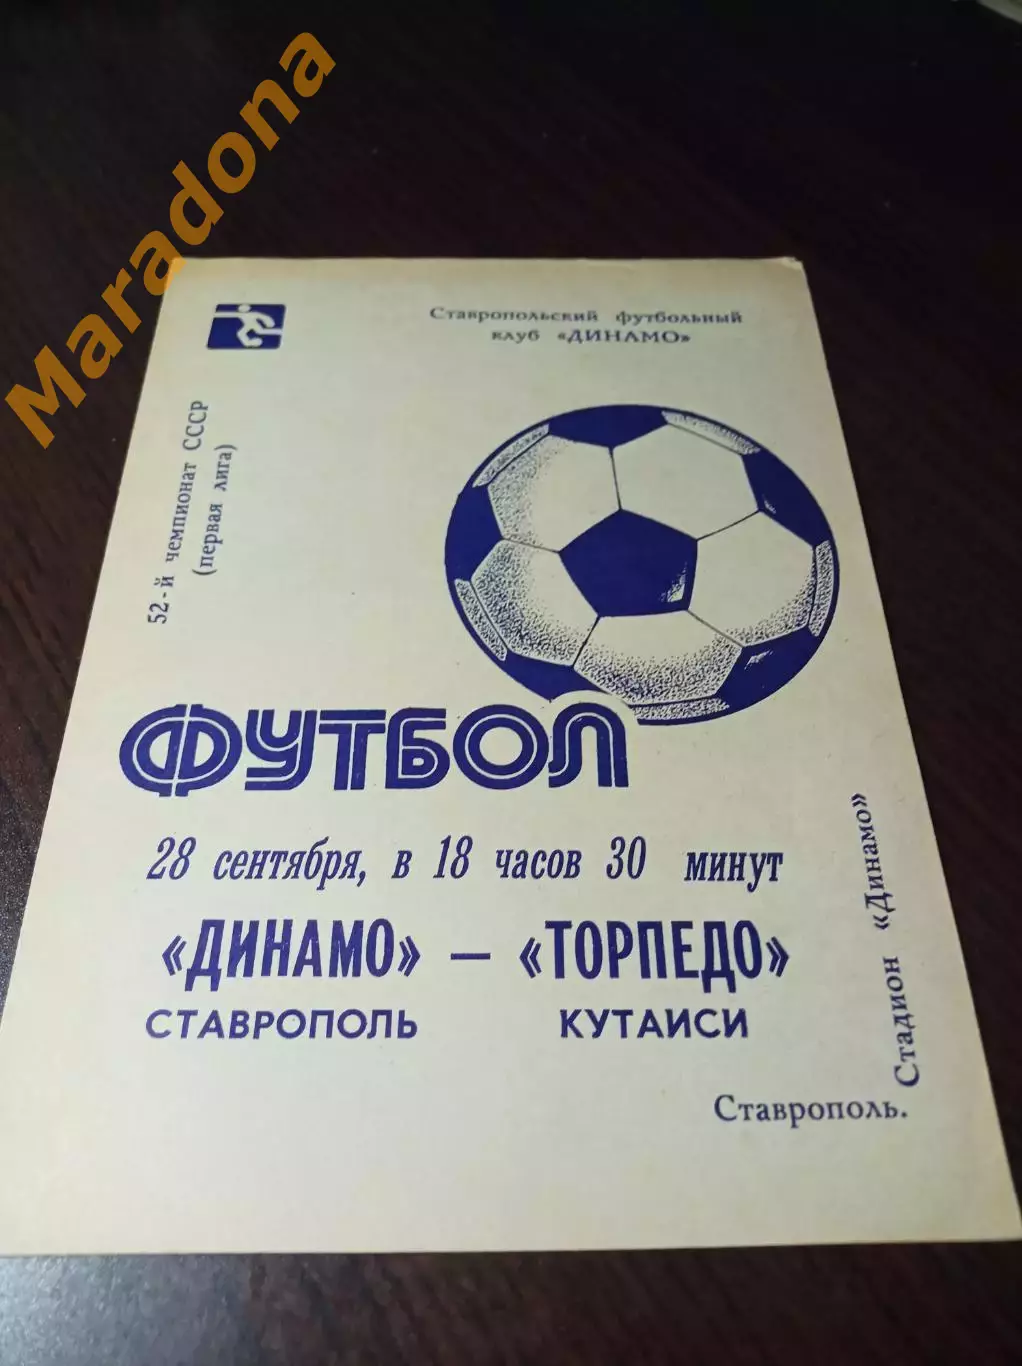 Maradona
Ставропольский футбольный
клуб «ДИНАМО»
52-й чемпионат СССР
(первая лига)
ФУТБОЛ
28 сентября, в 18 часов 30 минут
«ДИНАМО» — «ТОРПЕДО»
СТАВРОПОЛЬ КУТАИСИ
Ставрополь.
Стадион «Динамо»